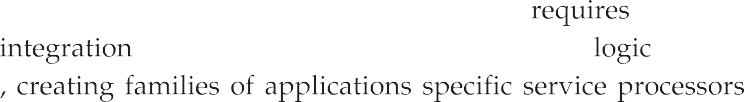 requires
integration logic
, creating families of applications specific service processors